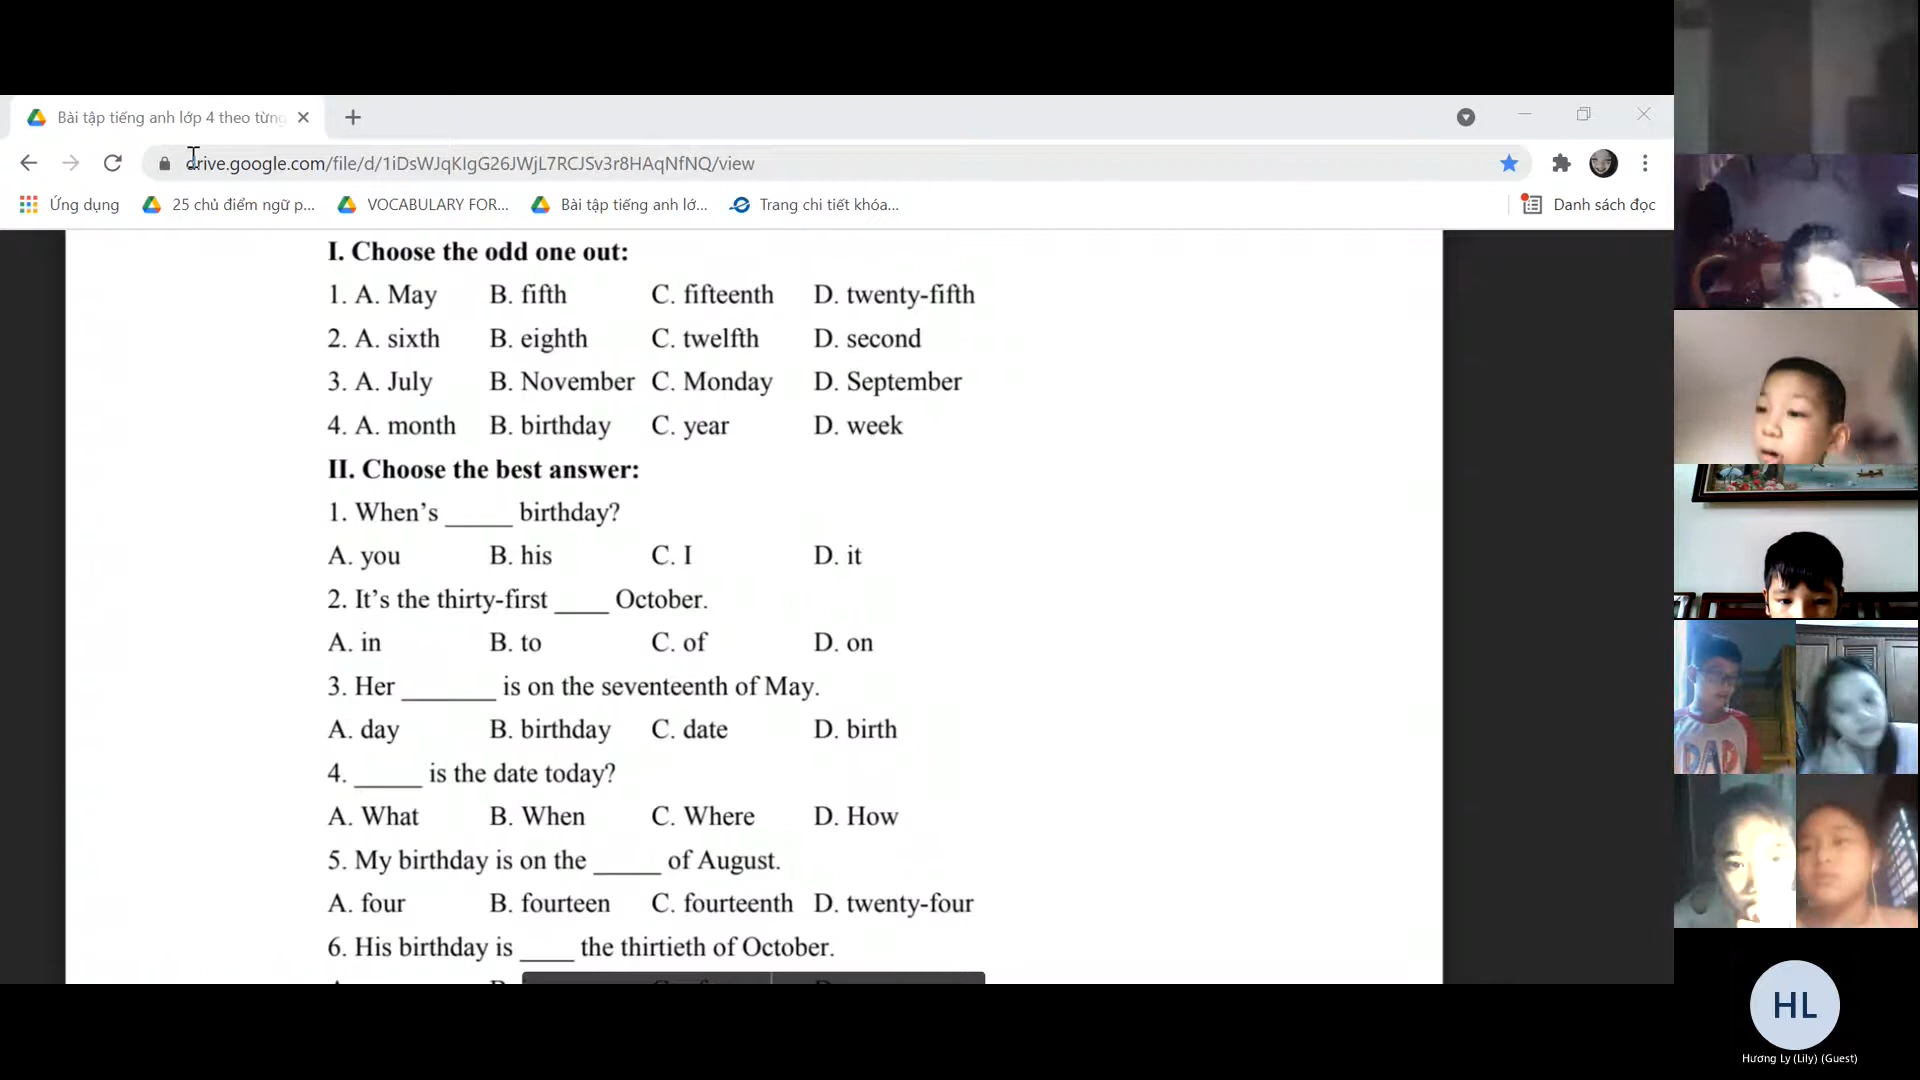 Bài tập tiếng anh lớp 4 theo từng
drive.google.com/file/d/1iDsWJqKIgG26JWjL7RCJSv3r8HAqNfNQ/view
Ứng dụng 25 chủ điểm ngữ p... VOCABULARY FOR... Bài tập tiếng anh lớ... Trang chi tiết khóa... Danh sách đọc
I. Choose the odd one out:
1. A. May B. fifth C. fifteenth D. twenty-fifth
2. A. sixth B. eighth C. twelfth D. second
3. A. July B. November C. Monday D. September
4. A. month B. birthday C. year D. week
II. Choose the best answer:
1. When’s _____ birthday?
A. you B. his C. I D. it
2. It’s the thirty-first ____ October.
A. in B. to C. of D. on
3. Her _______ is on the seventeenth of May.
A. day B. birthday C. date D. birth
4. _____ is the date today?
A. What B. When C. Where D. How
5. My birthday is on the _____ of August.
A. four B. fourteen C. fourteenth D. twenty-four
6. His birthday is ____ the thirtieth of October.
DAD
HL
Hương Ly (Lily) (Guest)